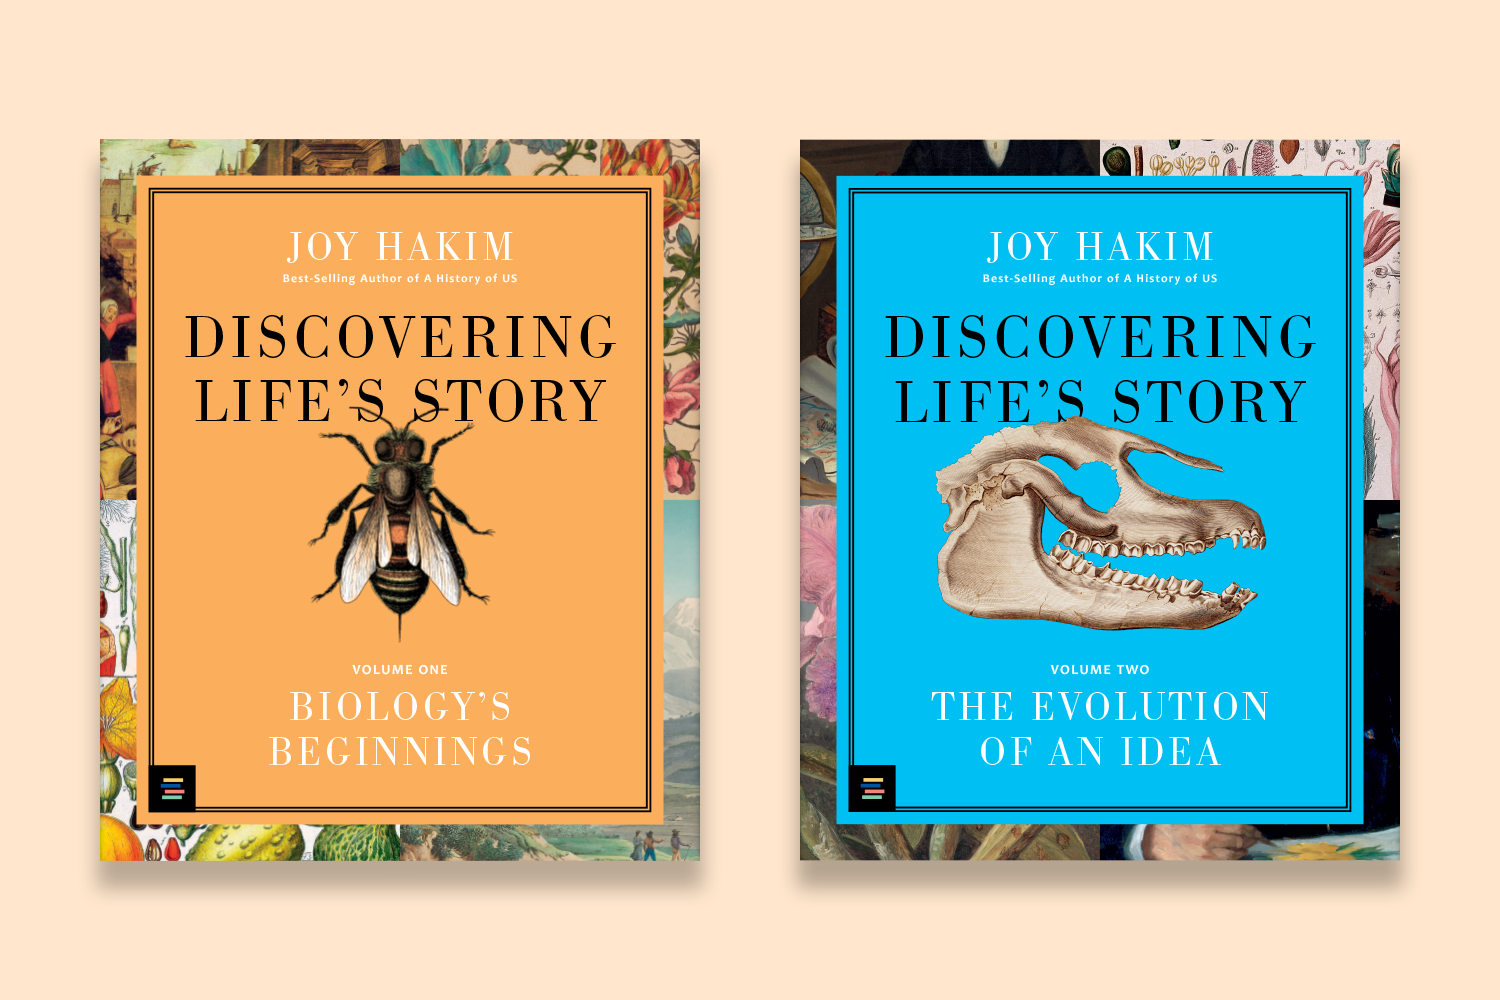 JOY HAKIM
Best-Selling Author of A History of US
DISCOVERING
LIFE’S STORY
VOLUME ONE
BIOLOGY’S
BEGINNINGS
JOY HAKIM
Best-Selling Author of A History of US
DISCOVERING
LIFE’S STORY
VOLUME TWO
THE EVOLUTION
OF AN IDEA